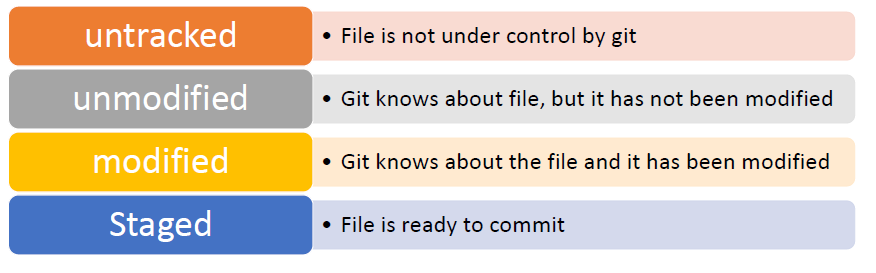 untracked
• File is not under control by git
unmodified
• Git knows about file, but it has not been modified
modified
• Git knows about the file and it has been modified
Staged
• File is ready to commit